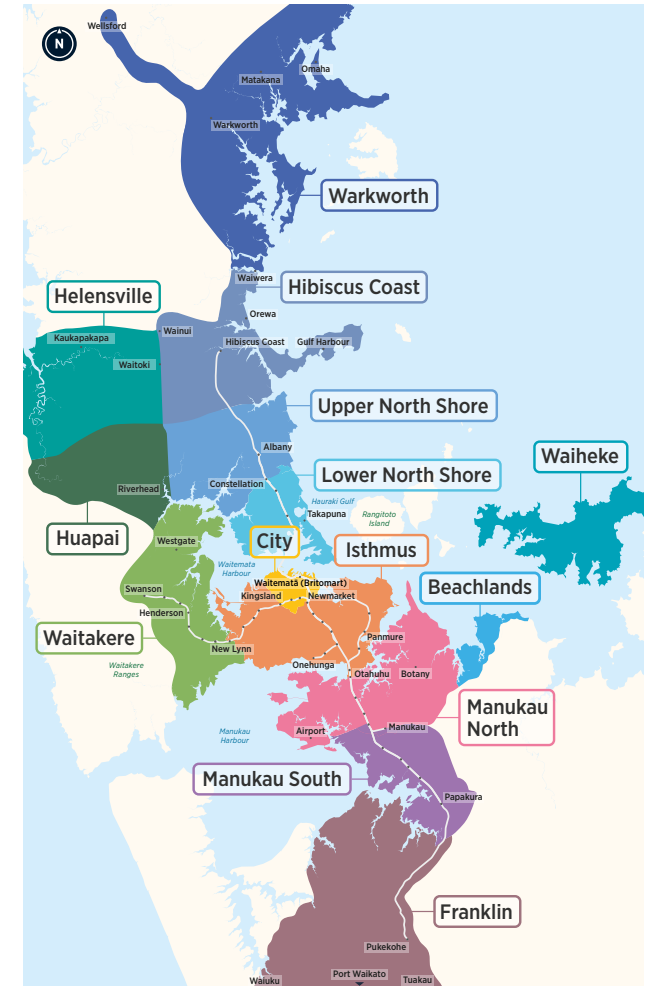 Wellsford
N
Omaha
Matakana
Warkworth
Warkworth
Waiwera
Hibiscus Coast
Helensville
Orewa
Wainui
Kaukapakapa
Hibiscus Coast
Gulf Harbour
Waitoki
Upper North Shore
Albany
Waiheke
Lower North Shore
Constellation
Riverhead
Hauraki Gulf
Takapuna
Rangitoto
Island
Huapai
City
Westgate
Isthmus
Waitemata
Harbour
Waitematā (Britomart)
Beachlands
Swanson
Kingsland
Newmarket
Henderson
Waitakere
Panmure
New Lynn
Onehunga
Waitakere
Ranges
Otahuhu
Botany
Manukau
North
Airport
Manukau
Manukau
Harbour
Manukau South
Papakura
Franklin
Pukekohe
Port Waikato
Waiuku
Tuakau